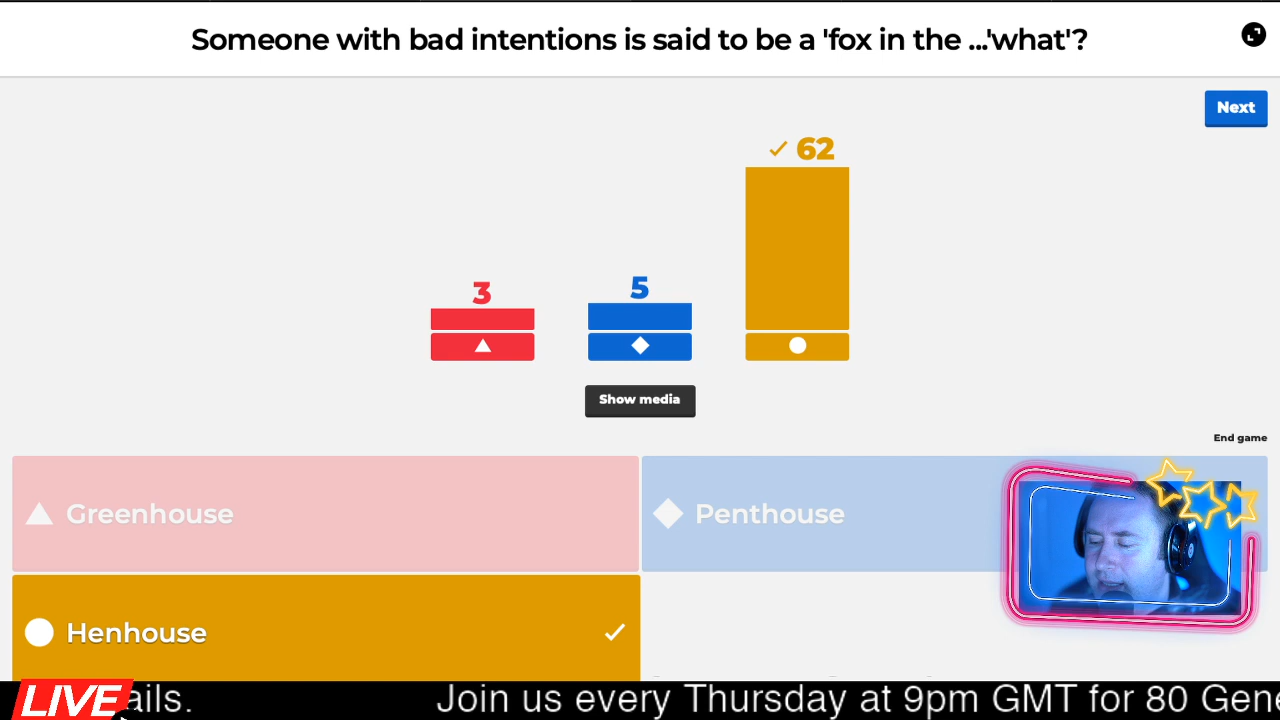 Someone with bad intentions is said to be a 'fox in the ...'what'?
Next
62
3
5
Show media
End game
Greenhouse
Penthouse
Henhouse
LIVE
ails.
Join us every Thursday at 9pm GMT for 80 Gene